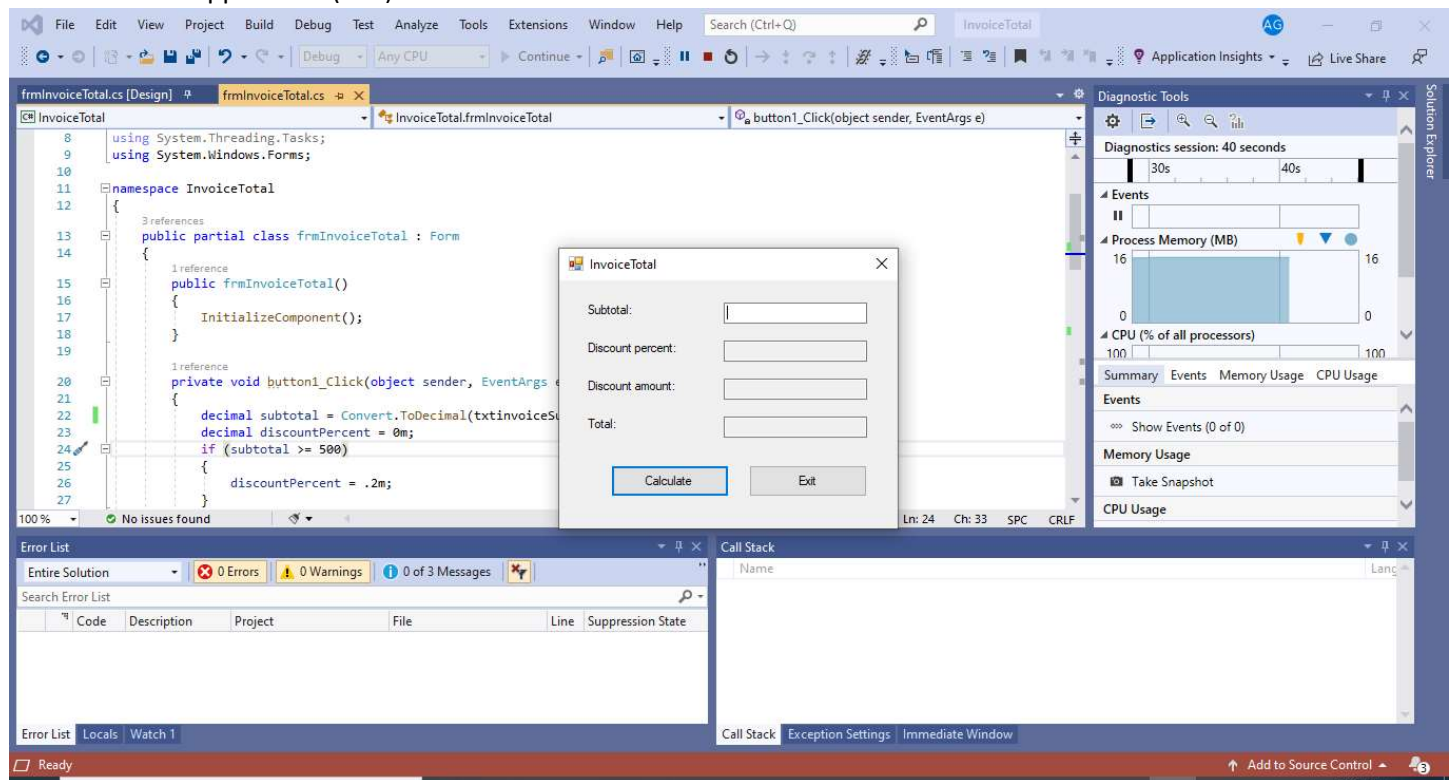 File Edit View Project Build Debug Test Analyze Tools Extensions Window Help Search (Ctrl+Q) InvoiceTotal AG
Debug Any CPU Continue Application Insights Live Share
frmInvoiceTotal.cs [Design] frmInvoiceTotal.cs
C# InvoiceTotal InvoiceTotal.frmInvoiceTotal button1_Click(object sender, EventArgs e)
8 using System.Threading.Tasks;
9 using System.Windows.Forms;
10
11 namespace InvoiceTotal
12 {
3 references
13 public partial class frmInvoiceTotal : Form
14 {
1 reference
15 public frmInvoiceTotal()
16 {
17 InitializeComponent();
18 }
19
1 reference
20 private void button1_Click(object sender, EventArgs e
21 {
22 decimal subtotal = Convert.ToDecimal(txtinvoiceSu
23 decimal discountPercent = 0m;
24 if (subtotal >= 500)
25 {
26 discountPercent = .2m;
27 }
100 % No issues found Ln: 24 Ch: 33 SPC CRLF
InvoiceTotal
Subtotal:
Discount percent:
Discount amount:
Total:
Calculate Exit
Diagnostic Tools
Diagnostics session: 40 seconds
30s 40s
Events
Process Memory (MB)
16 16
0 0
CPU (% of all processors)
100 100
Summary Events Memory Usage CPU Usage
Events
Show Events (0 of 0)
Memory Usage
Take Snapshot
CPU Usage
Solution Explorer
Error List
Entire Solution 0 Errors 0 Warnings 0 of 3 Messages
Search Error List
Code Description Project File Line Suppression State
Error List Locals Watch 1
Call Stack
Name Lang
Call Stack Exception Settings Immediate Window
Ready Add to Source Control 3